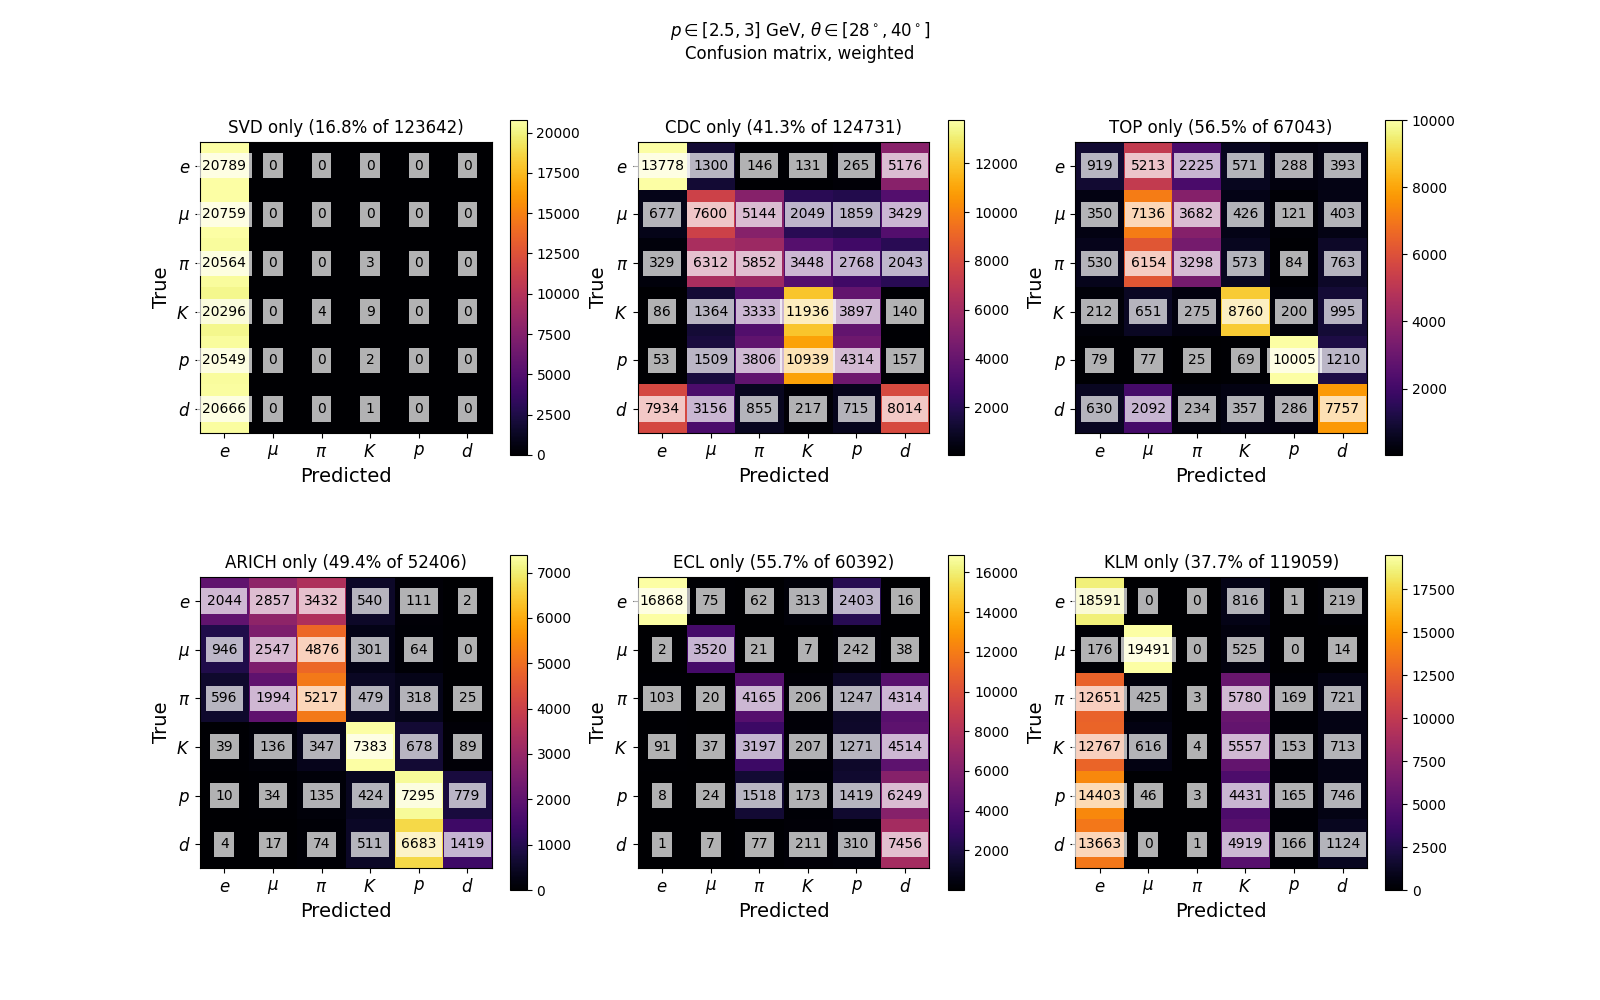 p ∈ [2.5, 3] GeV, θ ∈ [28°, 40°]
Confusion matrix, weighted
SVD only (16.8% of 123642)
e 20789 0 0 0 0 0
μ 20759 0 0 0 0 0
π 20564 0 0 3 0 0
K 20296 0 4 9 0 0
p 20549 0 0 2 0 0
d 20666 0 0 1 0 0
e μ π K p d
True
Predicted
20000
17500
15000
12500
10000
7500
5000
2500
0
CDC only (41.3% of 124731)
e 13778 1300 146 131 265 5176
μ 677 7600 5144 2049 1859 3429
π 329 6312 5852 3448 2768 2043
K 86 1364 3333 11936 3897 140
p 53 1509 3806 10939 4314 157
d 7934 3156 855 217 715 8014
e μ π K p d
True
Predicted
12000
10000
8000
6000
4000
2000
TOP only (56.5% of 67043)
e 919 5213 2225 571 288 393
μ 350 7136 3682 426 121 403
π 530 6154 3298 573 84 763
K 212 651 275 8760 200 995
p 79 77 25 69 10005 1210
d 630 2092 234 357 286 7757
e μ π K p d
True
Predicted
10000
8000
6000
4000
2000
ARICH only (49.4% of 52406)
e 2044 2857 3432 540 111 2
μ 946 2547 4876 301 64 0
π 596 1994 5217 479 318 25
K 39 136 347 7383 678 89
p 10 34 135 424 7295 779
d 4 17 74 511 6683 1419
e μ π K p d
True
Predicted
7000
6000
5000
4000
3000
2000
1000
0
ECL only (55.7% of 60392)
e 16868 75 62 313 2403 16
μ 2 3520 21 7 242 38
π 103 20 4165 206 1247 4314
K 91 37 3197 207 1271 4514
p 8 24 1518 173 1419 6249
d 1 7 77 211 310 7456
e μ π K p d
True
Predicted
16000
14000
12000
10000
8000
6000
4000
2000
KLM only (37.7% of 119059)
e 18591 0 0 816 1 219
μ 176 19491 0 525 0 14
π 12651 425 3 5780 169 721
K 12767 616 4 5557 153 713
p 14403 46 3 4431 165 746
d 13663 0 1 4919 166 1124
e μ π K p d
True
Predicted
17500
15000
12500
10000
7500
5000
2500
0